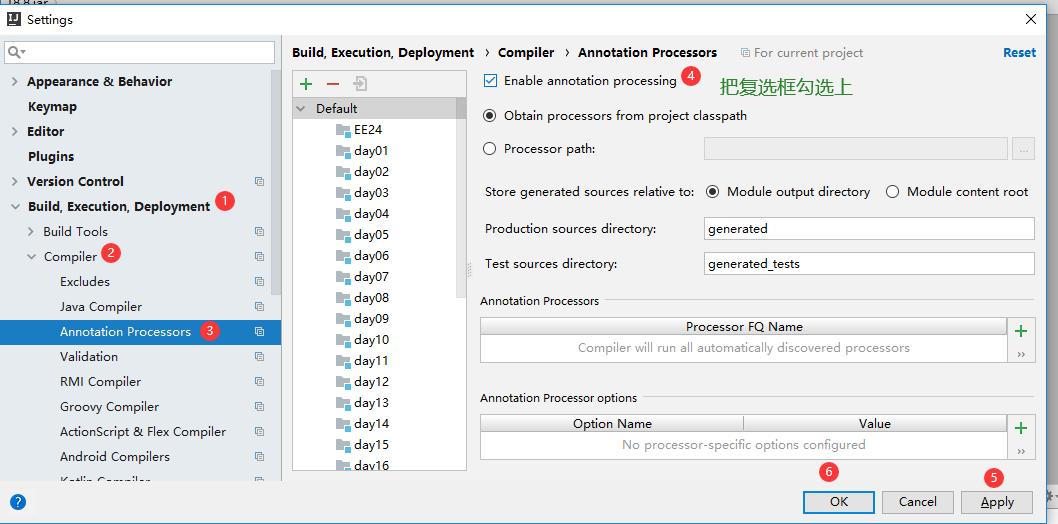 18.8.jar
Settings
Appearance & Behavior
Keymap
Editor
Plugins
Version Control
Build, Execution, Deployment 1
Build Tools
Compiler 2
Excludes
Java Compiler
Annotation Processors 3
Validation
RMI Compiler
Groovy Compiler
ActionScript & Flex Compiler
Android Compilers
Kotlin Compiler
Build, Execution, Deployment › Compiler › Annotation Processors For current project Reset
Default
EE24
day01
day02
day03
day04
day05
day06
day07
day08
day09
day10
day11
day12
day13
day14
day15
day16
Enable annotation processing 4 把复选框勾选上
Obtain processors from project classpath
Processor path: ...
Store generated sources relative to: Module output directory Module content root
Production sources directory: generated
Test sources directory: generated_tests
Annotation Processors
Processor FQ Name
Compiler will run all automatically discovered processors
Annotation Processor options
Option Name Value
No processor-specific options configured
6 5
? OK Cancel Apply